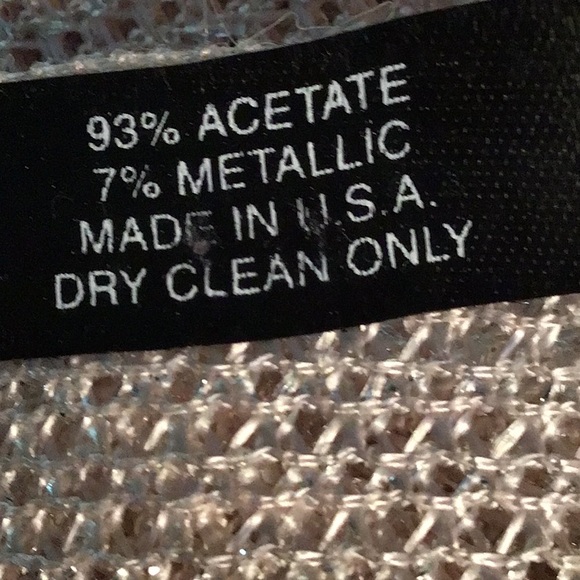 93% ACETATE
7% METALLIC
MADE IN U.S.A.
DRY CLEAN ONLY